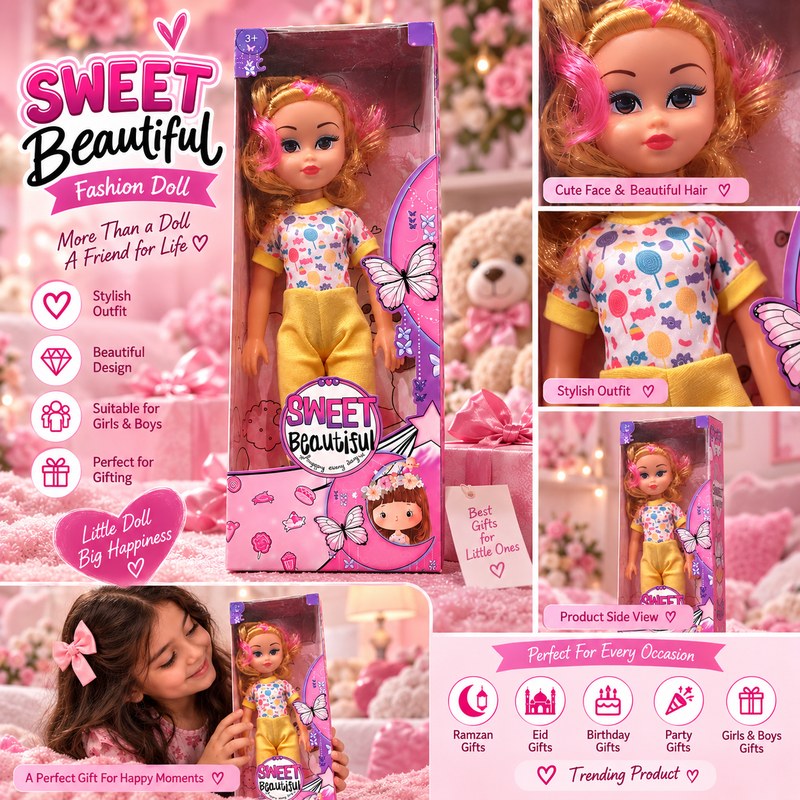 SWEET
Beautiful
Fashion Doll
More Than a Doll
A Friend for Life
Stylish
Outfit
Beautiful
Design
Suitable for
Girls & Boys
Perfect for
Gifting
Little Doll
Big Happiness
3+
SWEET
Beautiful
Best
Gifts
for
Little Ones
Cute Face & Beautiful Hair
Stylish Outfit
Product Side View
SWEET
A Perfect Gift For Happy Moments
SWEET
Beautiful
Perfect For Every Occasion
Ramzan
Gifts
Eid
Gifts
Birthday
Gifts
Party
Gifts
Girls & Boys
Gifts
Trending Product